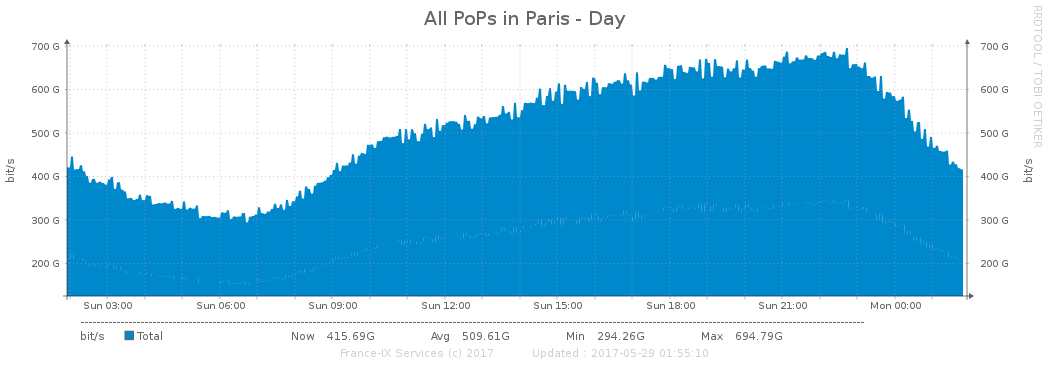 All PoPs in Paris - Day
RRDTOOL / TOBI OETIKER
700 G 700 G
600 G 600 G
500 G 500 G
400 G 400 G
300 G 300 G
200 G 200 G
bit/s bit/s
Sun 03:00 Sun 06:00 Sun 09:00 Sun 12:00 Sun 15:00 Sun 18:00 Sun 21:00 Mon 00:00
bit/s Total Now 415.69G Avg 509.61G Min 294.26G Max 694.79G
France-IX Services (c) 2017 Updated : 2017-05-29 01:55:10